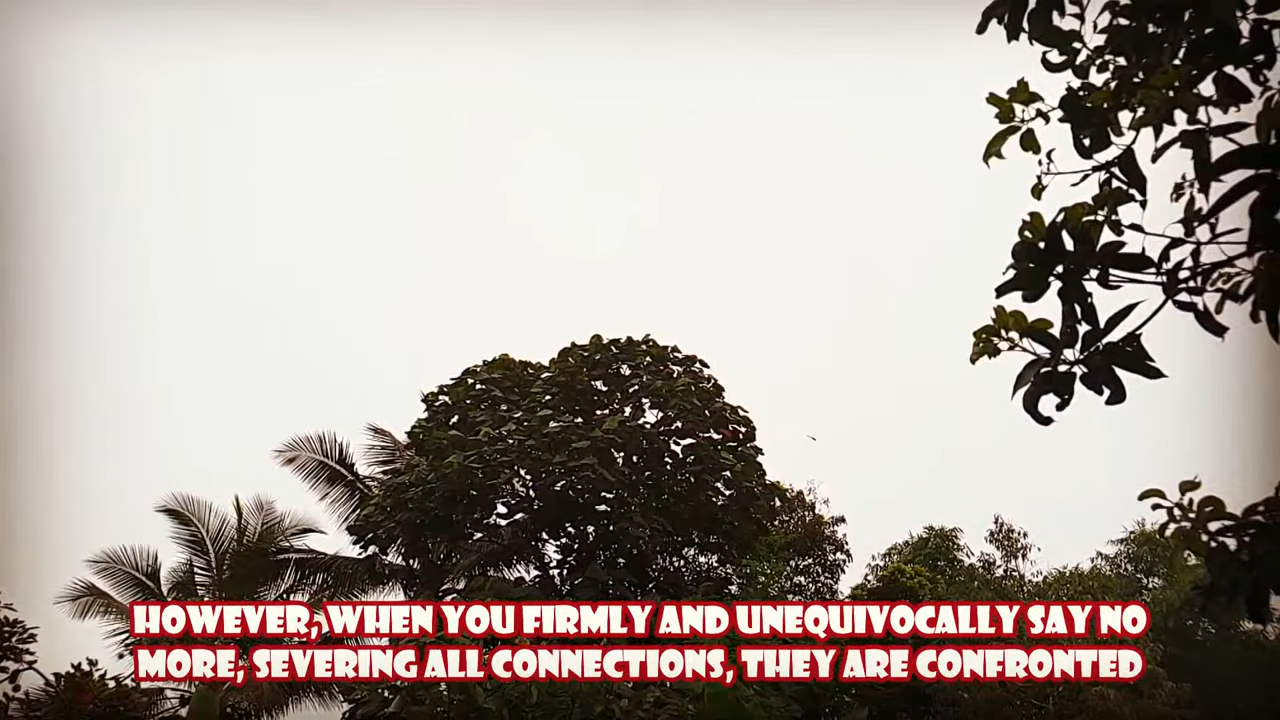 HOWEVER, WHEN YOU FIRMLY AND UNEQUIVOCALLY SAY NO
MORE, SEVERING ALL CONNECTIONS, THEY ARE CONFRONTED